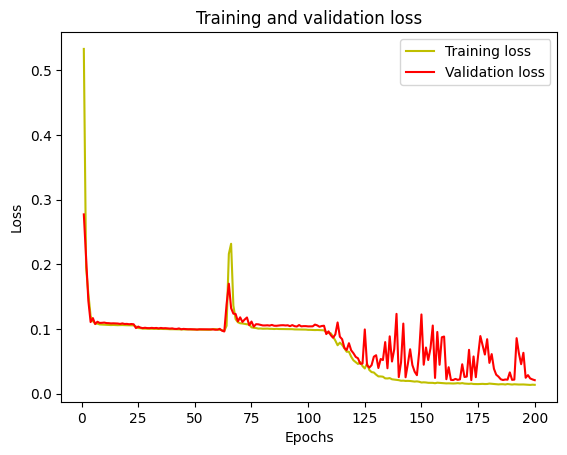 Training and validation loss
Training loss
Validation loss
0.5
0.4
0.3
0.2
0.1
0.0
Loss
0 25 50 75 100 125 150 175 200
Epochs